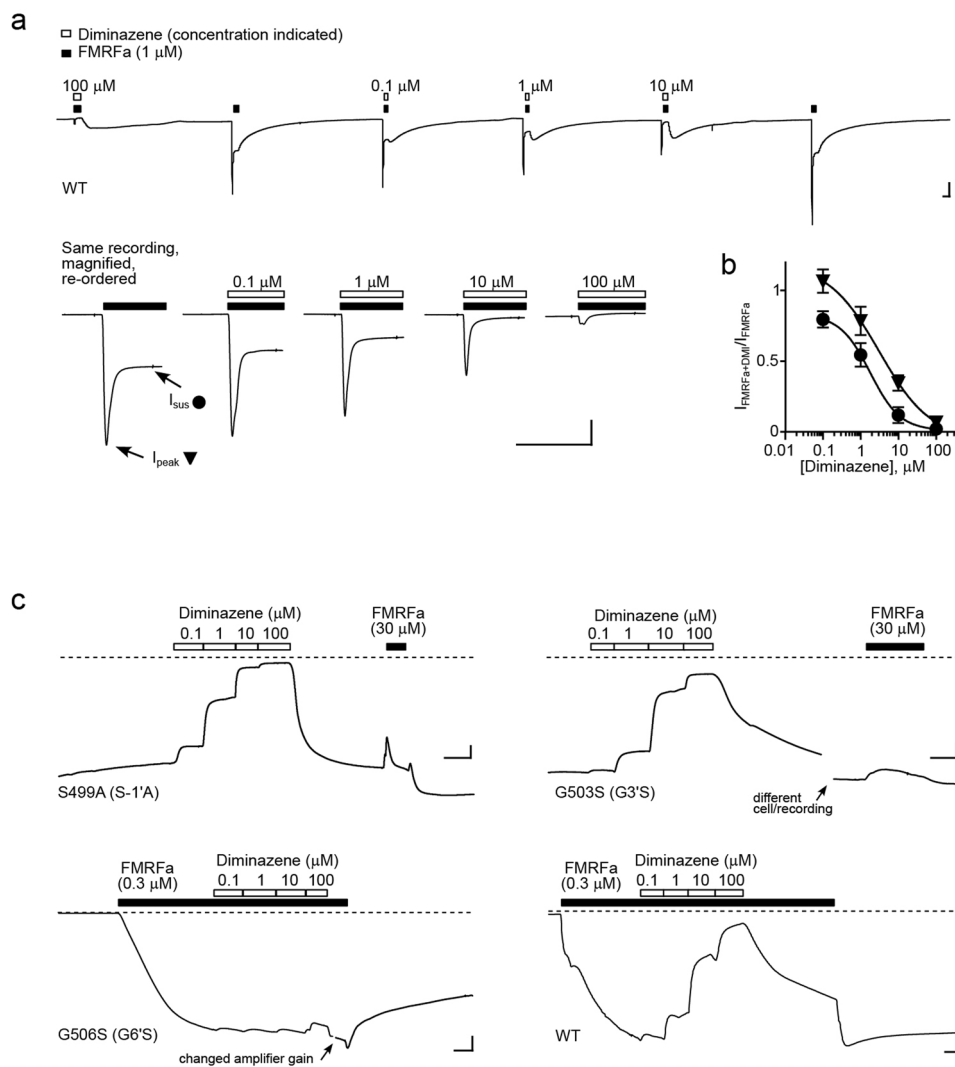 a
Diminazene (concentration indicated)
FMRFa (1 μM)
100 μM
0.1 μM
1 μM
10 μM
WT
Same recording,
magnified,
re-ordered
0.1 μM
1 μM
10 μM
100 μM
Isus
Ipeak
b
IFMRFa+DMI/IFMRFa
1
0.5
0
0.01 0.1 1 10 100
[Diminazene], μM
c
Diminazene (μM)
0.1 1 10 100
FMRFa
(30 μM)
S499A (S-1'A)
Diminazene (μM)
0.1 1 10 100
FMRFa
(30 μM)
G503S (G3'S)
different
cell/recording
FMRFa
(0.3 μM)
Diminazene (μM)
0.1 1 10 100
G506S (G6'S)
changed amplifier gain
FMRFa
(0.3 μM)
Diminazene (μM)
0.1 1 10 100
WT